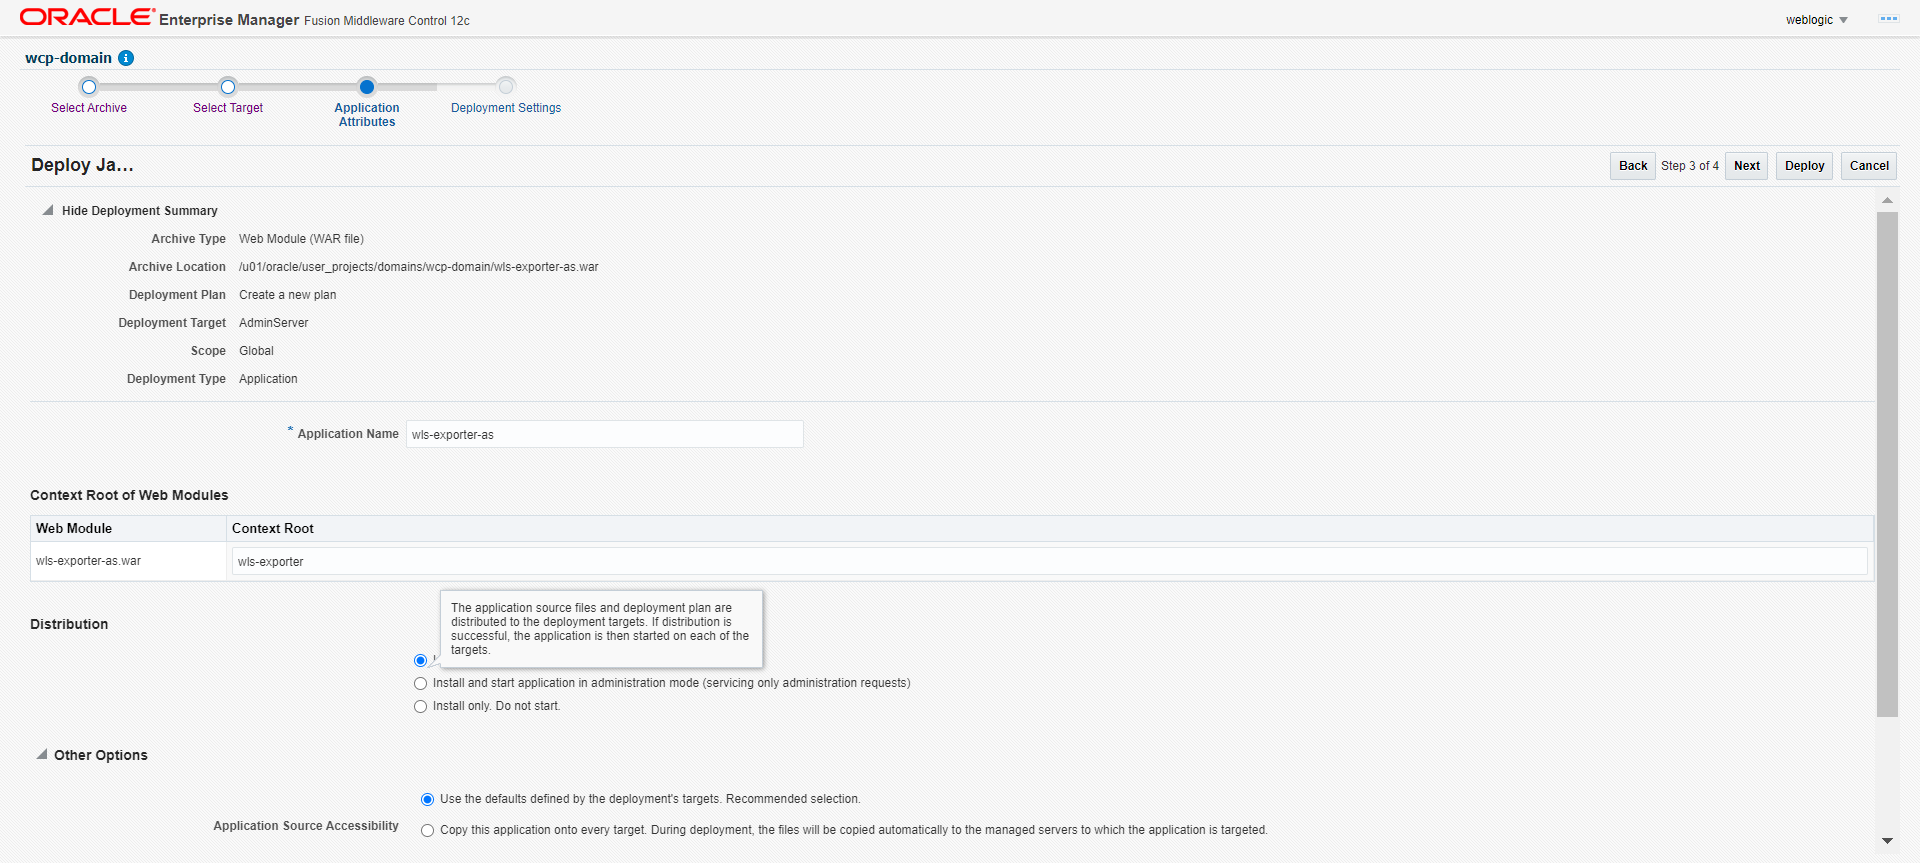 ORACLE Enterprise Manager Fusion Middleware Control 12c
weblogic
wcp-domain
Select Archive
Select Target
Application
Attributes
Deployment Settings
Deploy Ja...
Back Step 3 of 4 Next Deploy Cancel
Hide Deployment Summary
Archive Type Web Module (WAR file)
Archive Location /u01/oracle/user_projects/domains/wcp-domain/wls-exporter-as.war
Deployment Plan Create a new plan
Deployment Target AdminServer
Scope Global
Deployment Type Application
* Application Name wls-exporter-as
Context Root of Web Modules
Web Module Context Root
wls-exporter-as.war wls-exporter
The application source files and deployment plan are
distributed to the deployment targets. If distribution is
successful, the application is then started on each of the
targets.
Distribution
Install and start application in administration mode (servicing only administration requests)
Install only. Do not start.
Other Options
Use the defaults defined by the deployment's targets. Recommended selection.
Application Source Accessibility
Copy this application onto every target. During deployment, the files will be copied automatically to the managed servers to which the application is targeted.